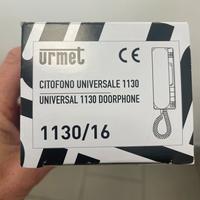 urmet
CE
CITOFONO UNIVERSALE 1130
UNIVERSAL 1130 DOORPHONE
1130/16